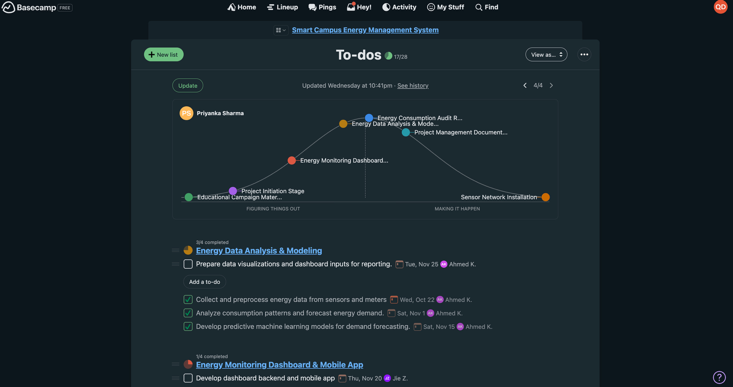 Basecamp FREE Home Lineup Pings Hey! Activity My Stuff Find QD
Smart Campus Energy Management System
New list To-dos 17/28 View as...
Update Updated Wednesday at 10:41pm · See history 4/4
PS Priyanka Sharma
Energy Consumption Audit R...
Energy Data Analysis & Mode...
Project Management Document...
Energy Monitoring Dashboard...
Project Initiation Stage
Educational Campaign Mater... Sensor Network Installation
FIGURING THINGS OUT MAKING IT HAPPEN
3/4 completed
Energy Data Analysis & Modeling
Prepare data visualizations and dashboard inputs for reporting. Tue, Nov 25 AK Ahmed K.
Add a to-do
Collect and preprocess energy data from sensors and meters Wed, Oct 22 AK Ahmed K.
Analyze consumption patterns and forecast energy demand. Sat, Nov 1 AK Ahmed K.
Develop predictive machine learning models for demand forecasting. Sat, Nov 15 AK Ahmed K.
1/4 completed
Energy Monitoring Dashboard & Mobile App
Develop dashboard backend and mobile app Thu, Nov 20 Jie Z.
?